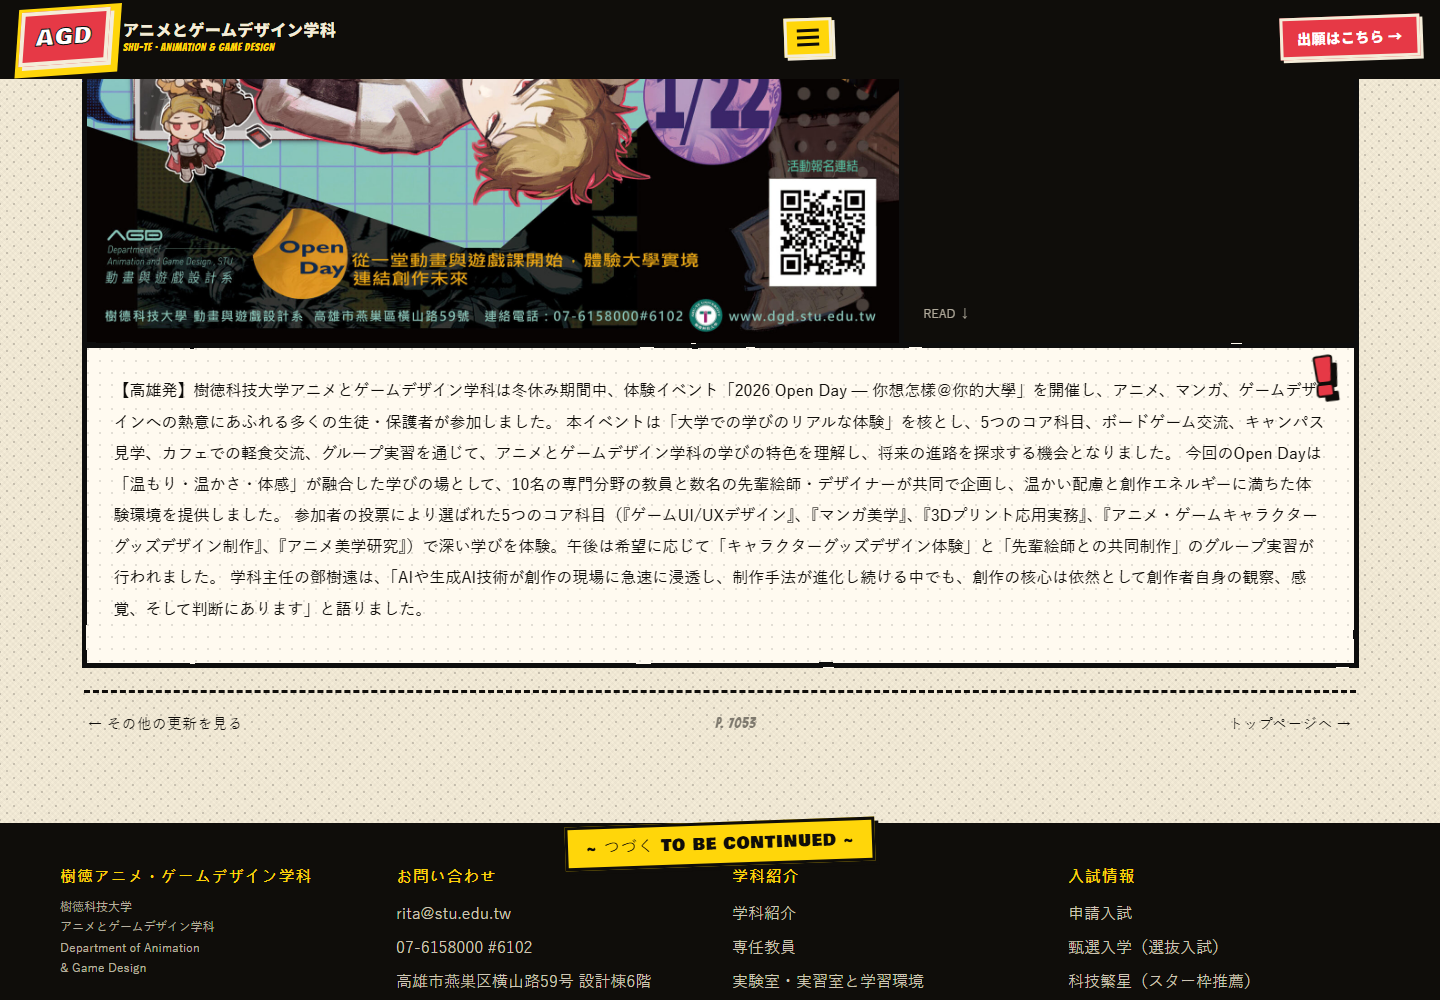 AGD
アニメとゲームデザイン学科
SHU-TE · ANIMATION & GAME DESIGN
出願はこちら →
1/22
活動報名連結
AGD
Department of
Animation and Game Design , STU
動畫與遊戲設計系
Open
Day
從一堂動畫與遊戲課開始．體驗大學實境
連結創作未來
樹德科技大學 動畫與遊戲設計系 高雄市燕巢區橫山路59號 連絡電話：07-6158000#6102 www.dgd.stu.edu.tw
READ ↓
【高雄発】樹徳科技大学アニメとゲームデザイン学科は冬休み期間中、体験イベント「2026 Open Day — 你想怎樣@你的大學」を開催し、アニメ、マンガ、ゲームデザ
インへの熱意にあふれる多くの生徒・保護者が参加しました。 本イベントは「大学での学びのリアルな体験」を核とし、5つのコア科目、ボードゲーム交流、キャンパス
見学、カフェでの軽食交流、グループ実習を通じて、アニメとゲームデザイン学科の学びの特色を理解し、将来の進路を探求する機会となりました。 今回のOpen Dayは
「温もり・温かさ・体感」が融合した学びの場として、10名の専門分野の教員と数名の先輩絵師・デザイナーが共同で企画し、温かい配慮と創作エネルギーに満ちた体
験環境を提供しました。 参加者の投票により選ばれた5つのコア科目（『ゲームUI/UXデザイン』、『マンガ美学』、『3Dプリント応用実務』、『アニメ・ゲームキャラクター
グッズデザイン制作』、『アニメ美学研究』）で深い学びを体験。午後は希望に応じて「キャラクターグッズデザイン体験」と「先輩絵師との共同制作」のグループ実習が
行われました。 学科主任の鄧樹遠は、「AIや生成AI技術が創作の現場に急速に浸透し、制作手法が進化し続ける中でも、創作の核心は依然として創作者自身の観察、感
覚、そして判断にあります」と語りました。
← その他の更新を見る
P. 7053
トップページへ →
~ つづく TO BE CONTINUED ~
樹徳アニメ・ゲームデザイン学科
樹徳科技大学
アニメとゲームデザイン学科
Department of Animation
& Game Design
お問い合わせ
rita@stu.edu.tw
07-6158000 #6102
高雄市燕巣区横山路59号 設計棟6階
学科紹介
学科紹介
専任教員
実験室・実習室と学習環境
入試情報
申請入試
甄選入学（選抜入試）
科技繁星（スター枠推薦）